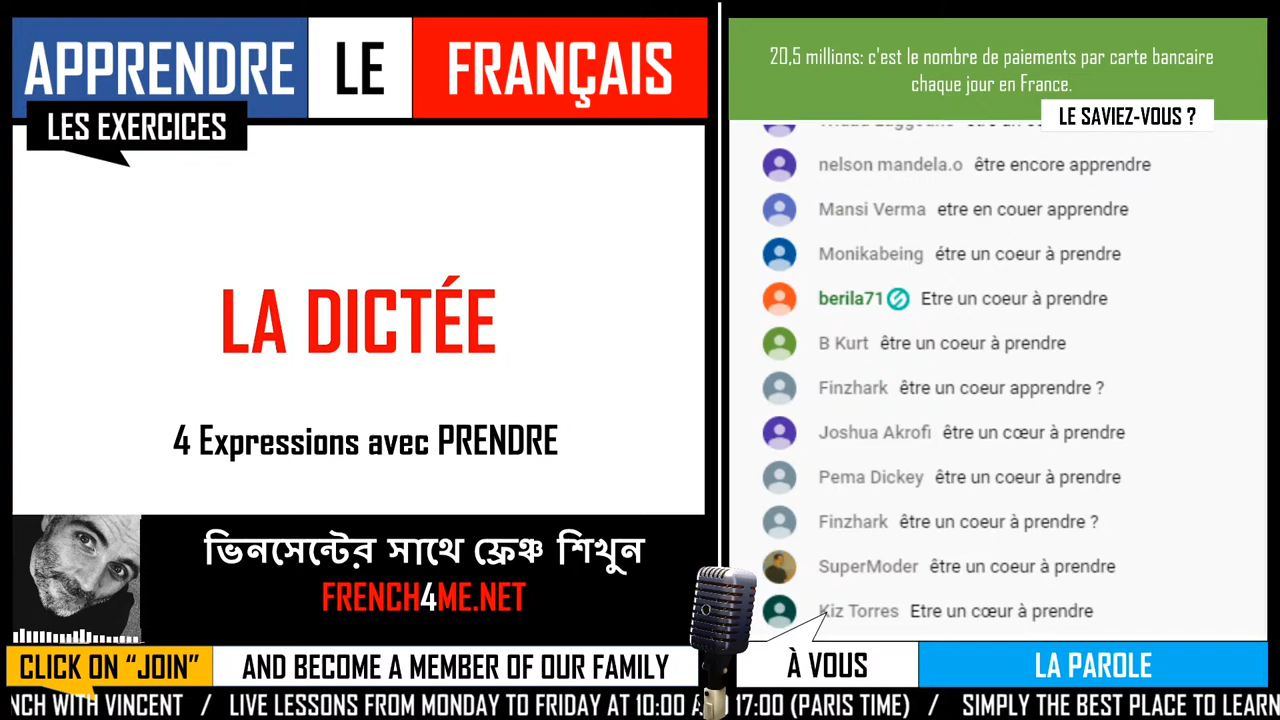 APPRENDRE LE FRANÇAIS
LES EXERCICES
LA DICTÉE
4 Expressions avec PRENDRE
ভিনসেন্টের সাথে ফ্রেঞ্চ শিখুন
FRENCH4ME.NET
20,5 millions: c'est le nombre de paiements par carte bancaire
chaque jour en France.
LE SAVIEZ-VOUS ?
nelson mandela.o être encore apprendre
Mansi Verma etre en couer apprendre
Monikabeing étre un coeur à prendre
berila71 Etre un coeur à prendre
B Kurt être un coeur à prendre
Finzhark être un coeur apprendre ?
Joshua Akrofi être un cœur à prendre
Pema Dickey être un coeur à prendre
Finzhark être un coeur à prendre ?
SuperModer être un coeur à prendre
Kiz Torres Etre un cœur à prendre
CLICK ON “JOIN” AND BECOME A MEMBER OF OUR FAMILY
À VOUS LA PAROLE
WITH VINCENT / LIVE LESSONS FROM MONDAY TO FRIDAY AT 10:00 17:00 (PARIS TIME) / SIMPLY THE BEST PLACE TO LEARN